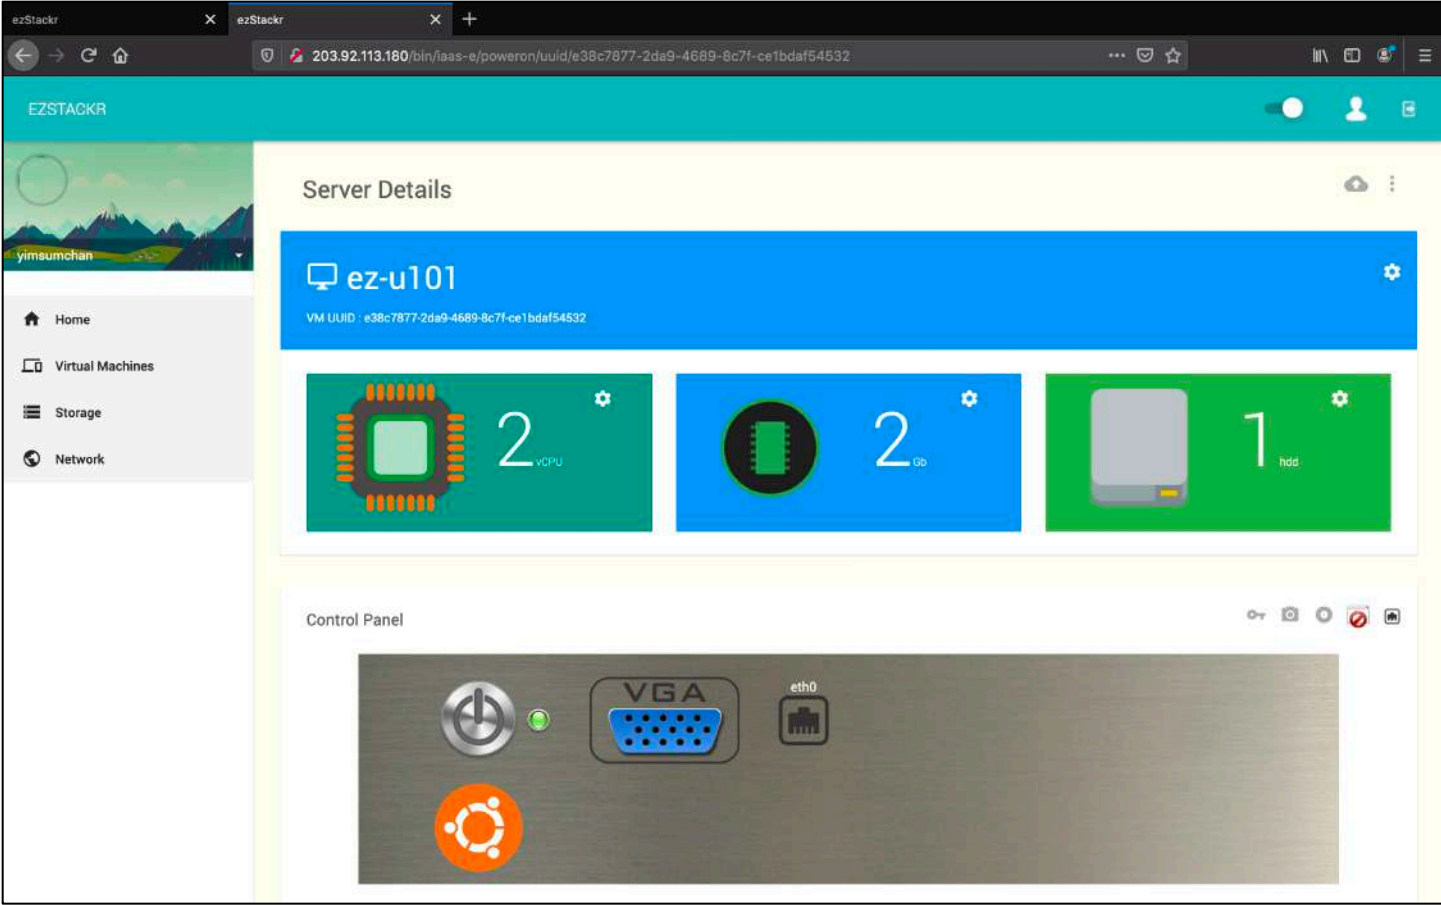 ezStackr
ezStackr
203.92.113.180/bin/iaas-e/poweron/uuid/e38c7877-2da9-4689-8c7f-ce1bdaf54532
EZSTACKR
yimsumchan
Home
Virtual Machines
Storage
Network
Server Details
ez-u101
VM UUID : e38c7877-2da9-4689-8c7f-ce1bdaf54532
2 vCPU
2 Gb
1 hdd
Control Panel
VGA
eth0